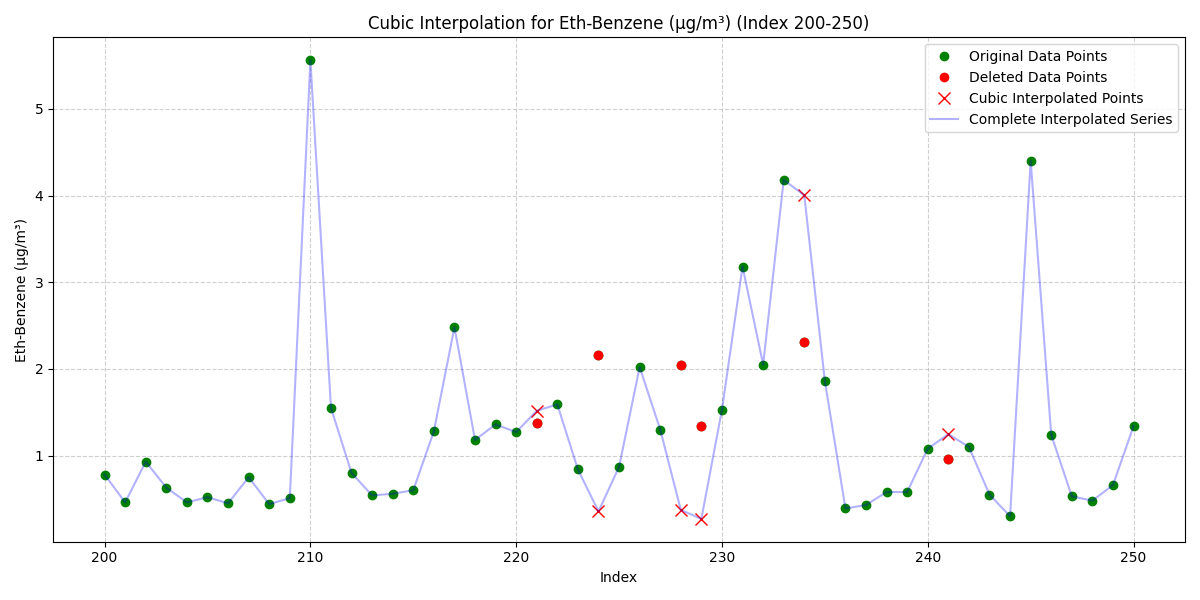 Cubic Interpolation for Eth-Benzene (µg/m³) (Index 200-250)
Original Data Points
Deleted Data Points
Cubic Interpolated Points
Complete Interpolated Series
Eth-Benzene (µg/m³)
5
4
3
2
1
200 210 220 230 240 250
Index